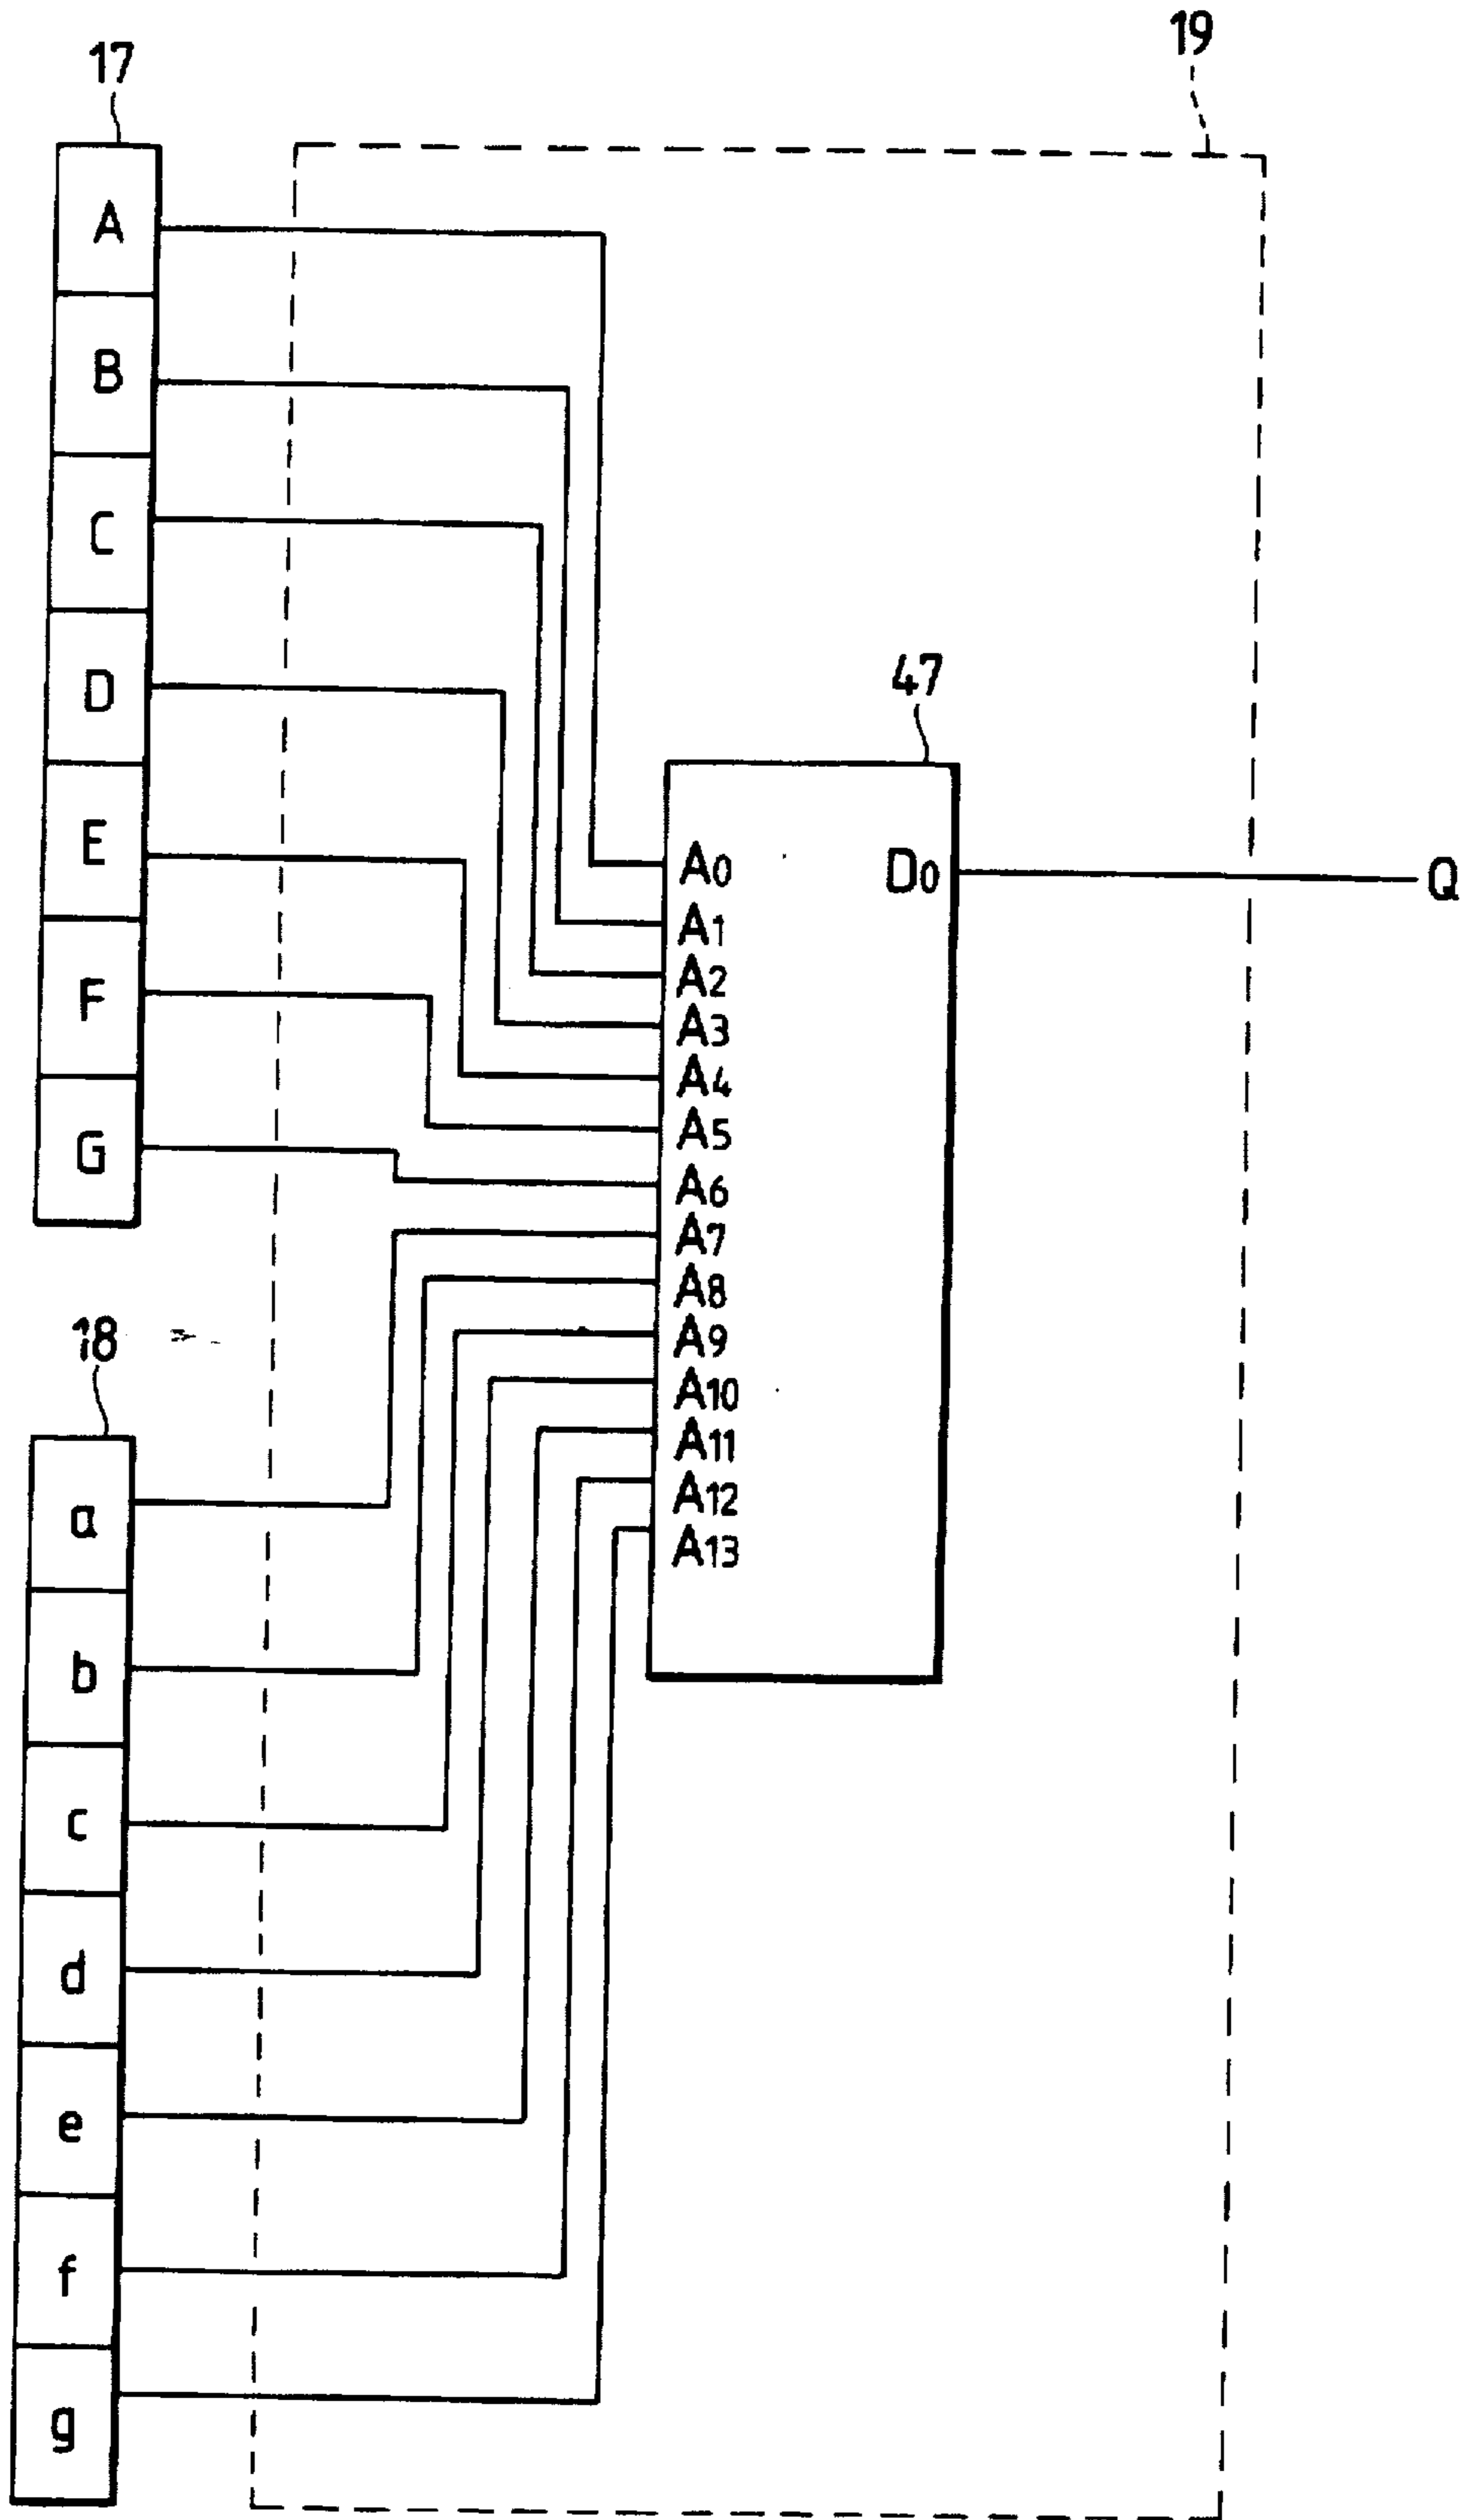 17
19
A
B
C
D
E
F
G
47
A0 D0 Q
A1
A2
A3
A4
A5
A6
A7
A8
A9
A10
A11
A12
A13
18
a
b
c
d
e
f
g